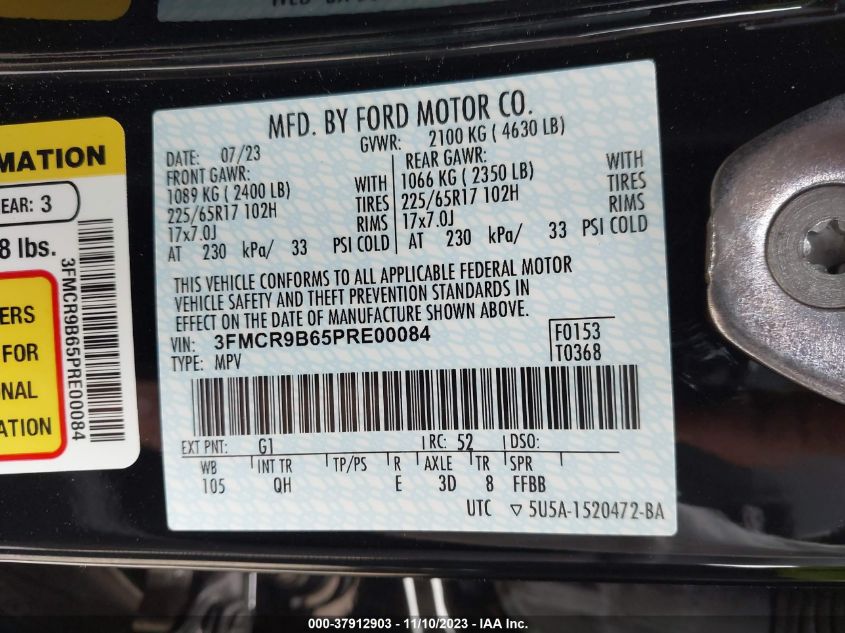 MFD. BY FORD MOTOR CO.
DATE: 07/23
GVWR: 2100 KG ( 4630 LB)
FRONT GAWR:
1089 KG ( 2400 LB) WITH
225/65R17 102H TIRES
17x7.0J RIMS
AT 230 kPa/ 33 PSI COLD
REAR GAWR: WITH
1066 KG ( 2350 LB) TIRES
225/65R17 102H RIMS
17x7.0J
AT 230 kPa/ 33 PSI COLD
THIS VEHICLE CONFORMS TO ALL APPLICABLE FEDERAL MOTOR
VEHICLE SAFETY AND THEFT PREVENTION STANDARDS IN
EFFECT ON THE DATE OF MANUFACTURE SHOWN ABOVE.
VIN: 3FMCR9B65PRE00084
TYPE: MPV
F0153
T0368
EXT PNT: G1 RC: 52 DSO:
WB INT TR TP/PS R AXLE TR SPR
105 QH E 3D 8 FFBB
UTC ▽ 5U5A-1520472-BA
MATION
EAR: 3
8 lbs.
ERS
FOR
ONAL
ATION
3FMCR9B65PRE00084
000-37912903 - 11/10/2023 - IAA Inc.